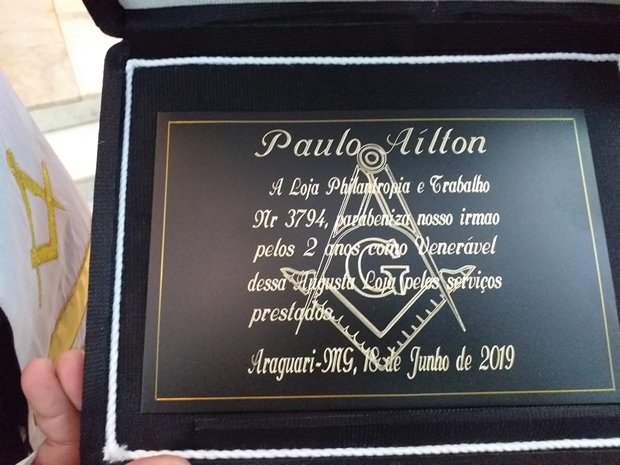 Paulo Aílton
A Loja Philantropia e Trabalho
Nr 3794, parabeniza nosso irmao
pelos 2 anos como Venerável
dessa Augusta Loja pelos serviços
prestados.
G
Araguari-MG, 18 de Junho de 2019